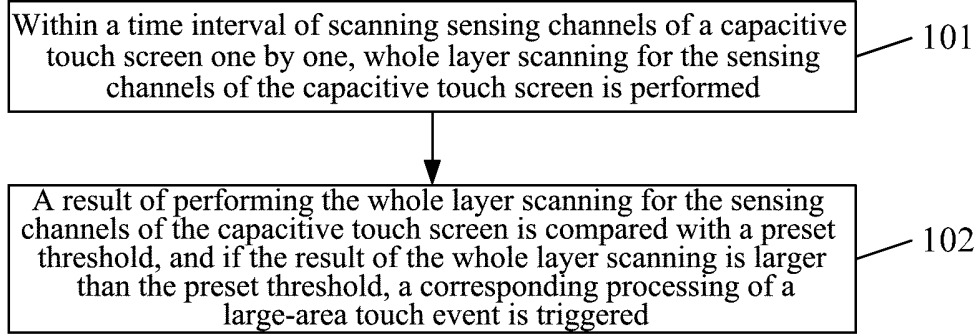 Within a time interval of scanning sensing channels of a capacitive
touch screen one by one, whole layer scanning for the sensing
channels of the capacitive touch screen is performed
101
A result of performing the whole layer scanning for the sensing
channels of the capacitive touch screen is compared with a preset
threshold, and if the result of the whole layer scanning is larger
than the preset threshold, a corresponding processing of a
large-area touch event is triggered
102